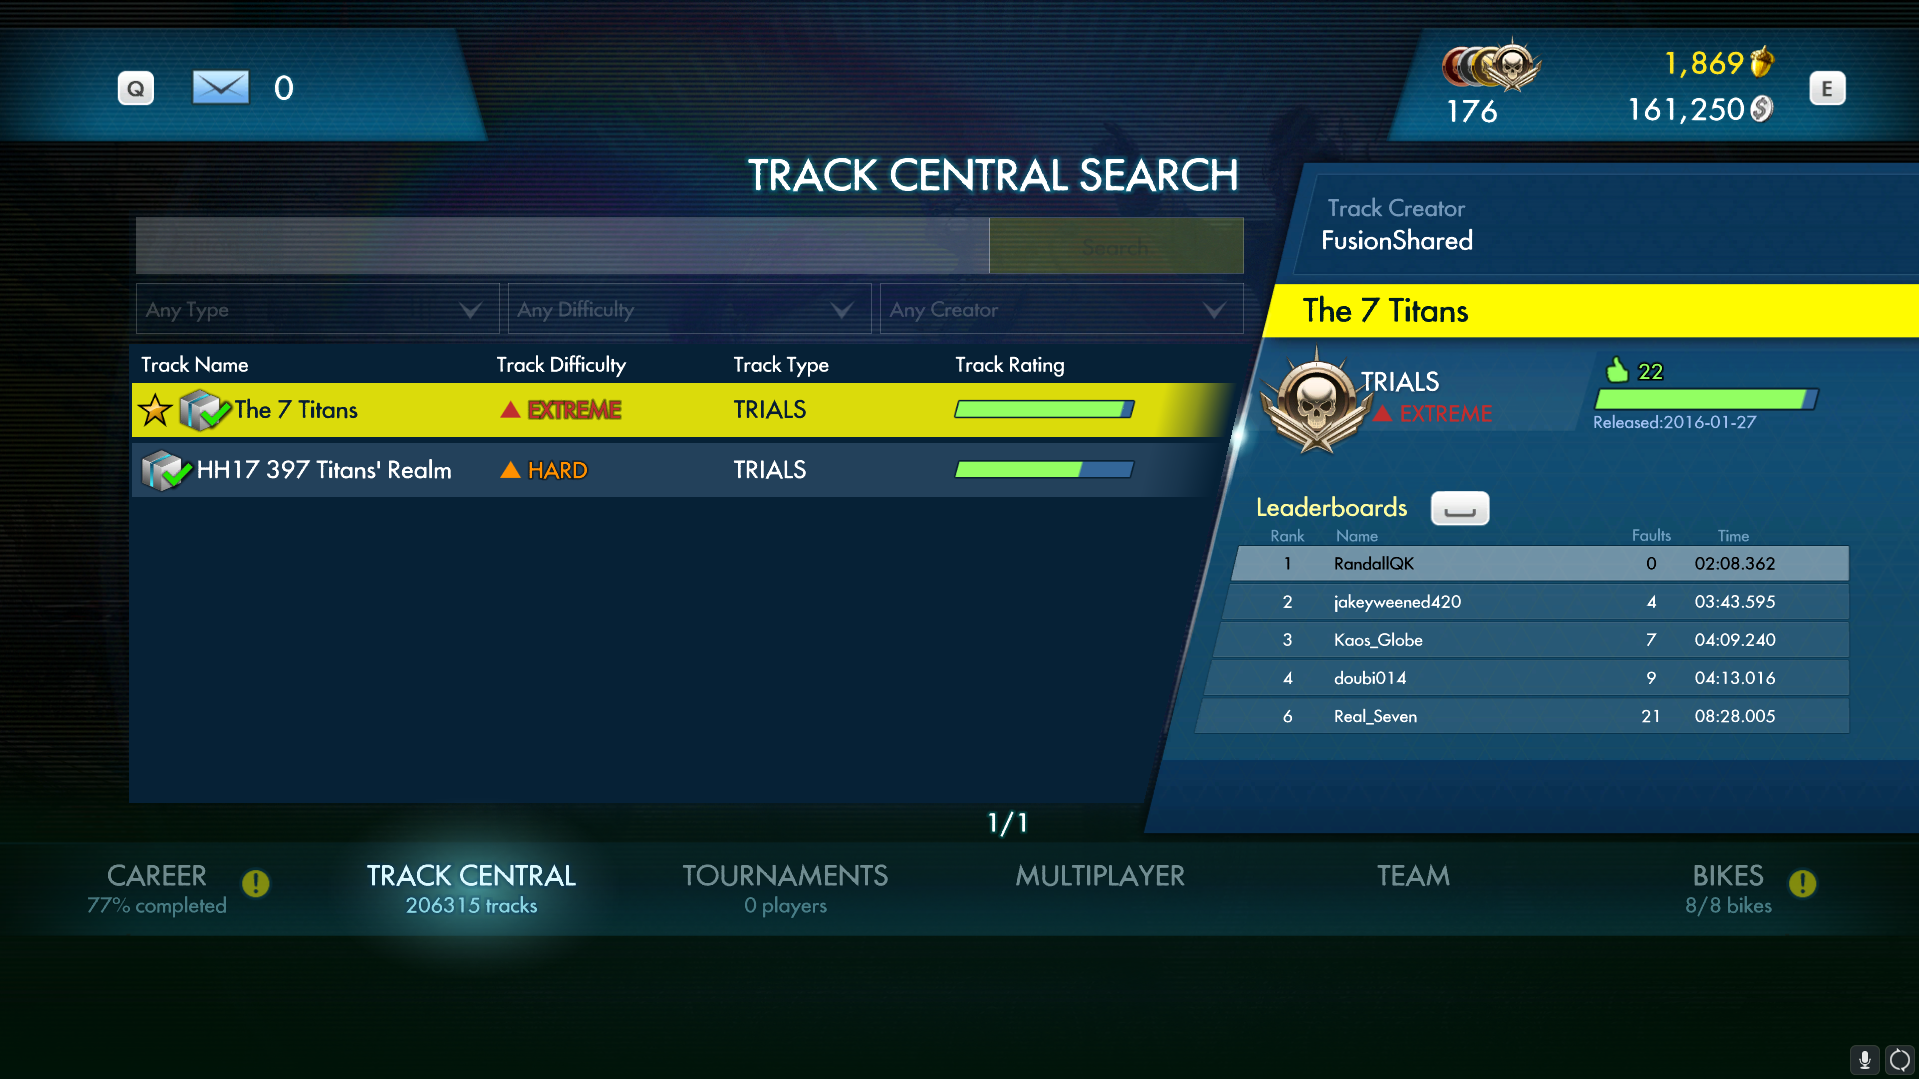 Q
0
176
1,869
161,250
E
TRACK CENTRAL SEARCH
Search
Any Type
Any Difficulty
Any Creator
Track Name
Track Difficulty
Track Type
Track Rating
The 7 Titans
EXTREME
TRIALS
HH17 397 Titans' Realm
HARD
TRIALS
1/1
Track Creator
FusionShared
The 7 Titans
TRIALS
EXTREME
22
Released:2016-01-27
Leaderboards
Rank Name Faults Time
1 RandallQK 0 02:08.362
2 jakeyweened420 4 03:43.595
3 Kaos_Globe 7 04:09.240
4 doubi014 9 04:13.016
6 Real_Seven 21 08:28.005
CAREER
77% completed
TRACK CENTRAL
206315 tracks
TOURNAMENTS
0 players
MULTIPLAYER
TEAM
BIKES
8/8 bikes